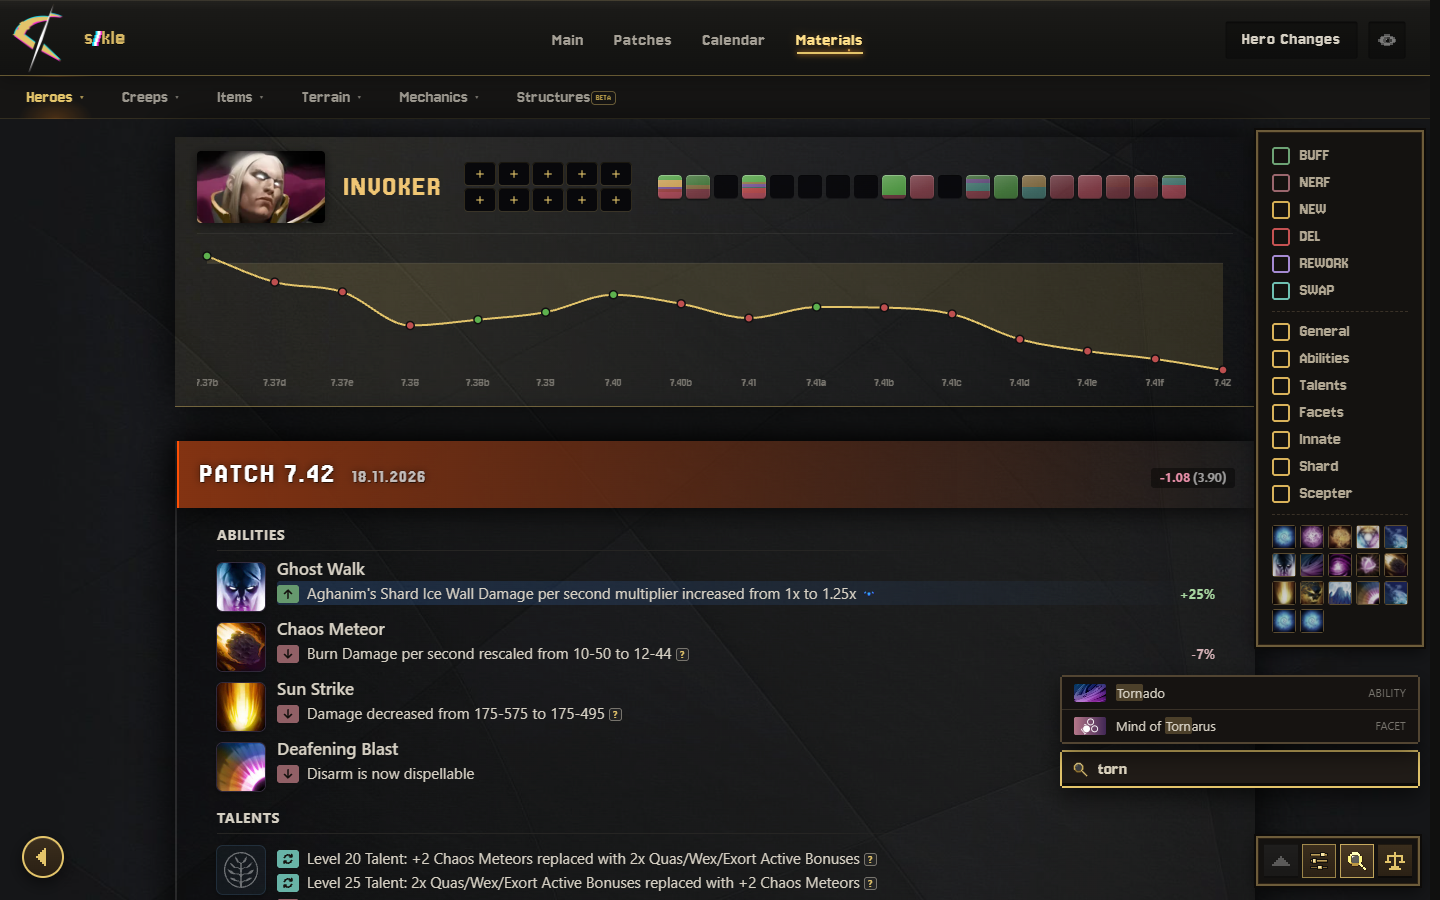 s/kle
Main Patches Calendar Materials
Hero Changes
Heroes Creeps Items Terrain Mechanics Structures BETA
INVOKER
+ + + + +
+ + + + +
7.37b 7.37d 7.37e 7.38 7.38b 7.39 7.40 7.40b 7.41 7.41a 7.41b 7.41c 7.41d 7.41e 7.41f 7.42
BUFF
NERF
NEW
DEL
REWORK
SWAP
General
Abilities
Talents
Facets
Innate
Shard
Scepter
PATCH 7.42 18.11.2026
-1.08 (3.90)
ABILITIES
Ghost Walk
Aghanim's Shard Ice Wall Damage per second multiplier increased from 1x to 1.25x
+25%
Chaos Meteor
Burn Damage per second rescaled from 10-50 to 12-44 ?
-7%
Sun Strike
Damage decreased from 175-575 to 175-495 ?
Deafening Blast
Disarm is now dispellable
TALENTS
Level 20 Talent: +2 Chaos Meteors replaced with 2x Quas/Wex/Exort Active Bonuses ?
Level 25 Talent: 2x Quas/Wex/Exort Active Bonuses replaced with +2 Chaos Meteors ?
Tornado ABILITY
Mind of Tornarus FACET
torn